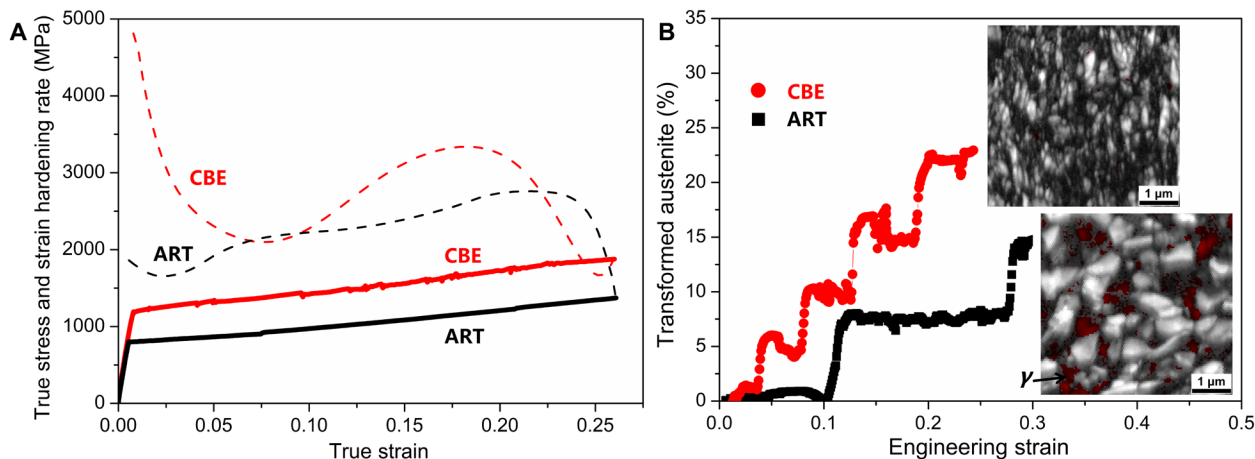 A
True stress and strain hardening rate (MPa)
5000
4000
3000
2000
1000
0
CBE
ART
CBE
ART
0.00
0.05
0.10
0.15
0.20
0.25
True strain
B
Transformed austenite (%)
35
30
25
20
15
10
5
0
CBE
ART
1 µm
γ
1 µm
0.0
0.1
0.2
0.3
0.4
0.5
Engineering strain